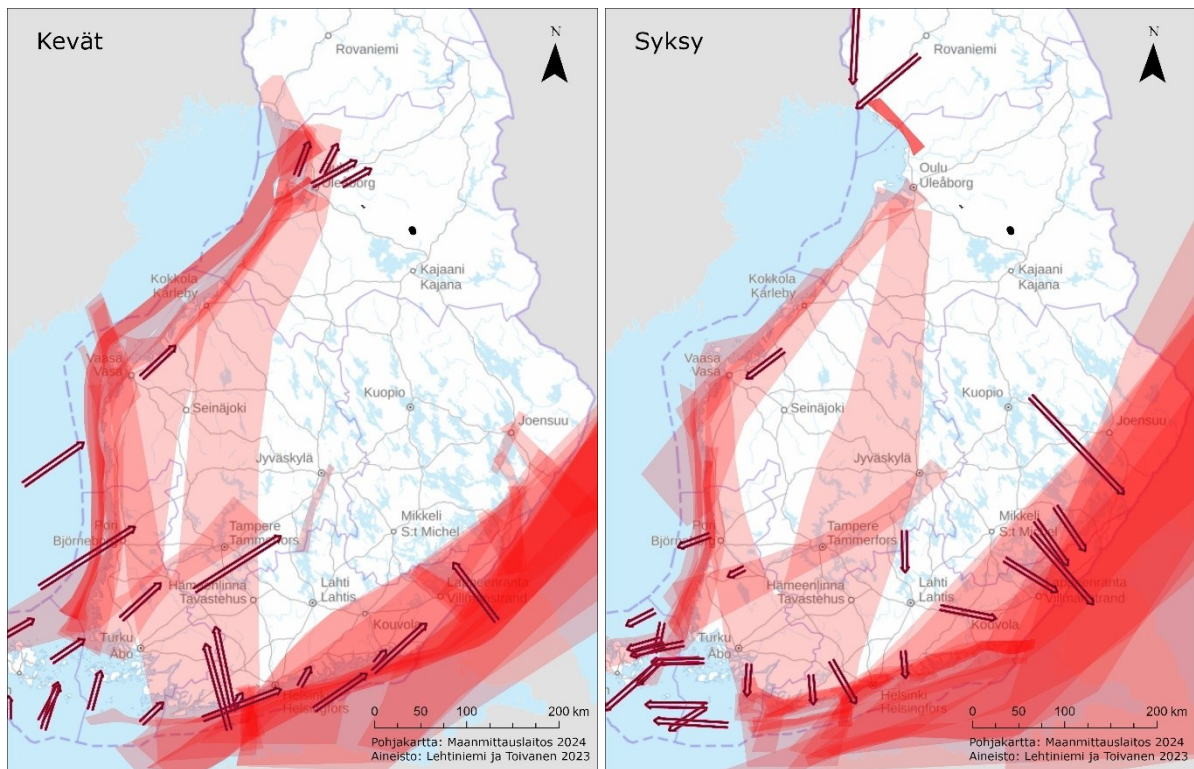 Kevät
N
Rovaniemi
Uleåborg
Kajaani
Kajana
Kokkola
Karleby
Vaasa
Vasa
Seinäjoki
Kuopio
Joensuu
Jyväskylä
Pori
Björneborg
Tampere
Tammerfors
Mikkeli
S:t Michel
Hämeenlinna
Tavastehus
Lahti
Lahtis
Lappeenranta
Villmanstrand
Kouvola
Turku
Åbo
Helsinki
Helsingfors
0 50 100 200 km
Pohjakartta: Maanmittauslaitos 2024
Aineisto: Lehtiniemi ja Toivanen 2023
Syksy
N
Rovaniemi
Oulu
Uleåborg
Kajaani
Kajana
Kokkola
Karleby
Vaasa
Vasa
Seinäjoki
Kuopio
Joensuu
Jyväskylä
Pori
Björneborg
Tampere
Tammerfors
Mikkeli
S:t Michel
Hämeenlinna
Tavastehus
Lahti
Lahtis
Lappeenranta
Villmanstrand
Kouvola
Turku
Åbo
Helsinki
Helsingfors
0 50 100 200 km
Pohjakartta: Maanmittauslaitos 2024
Aineisto: Lehtiniemi ja Toivanen 2023